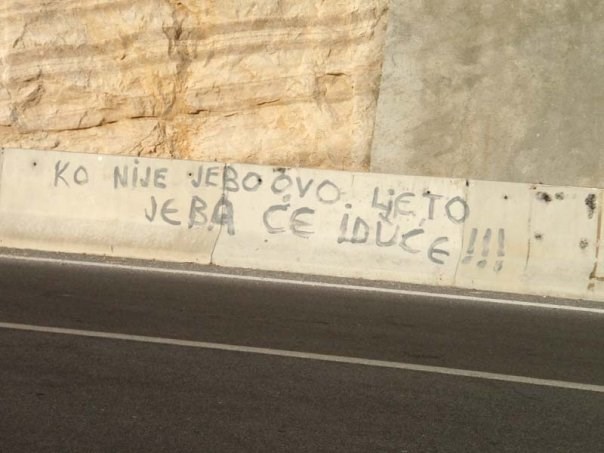 KO NIJE JEBO OVO LJETO
JEBA ĆE IDUĆE!!!